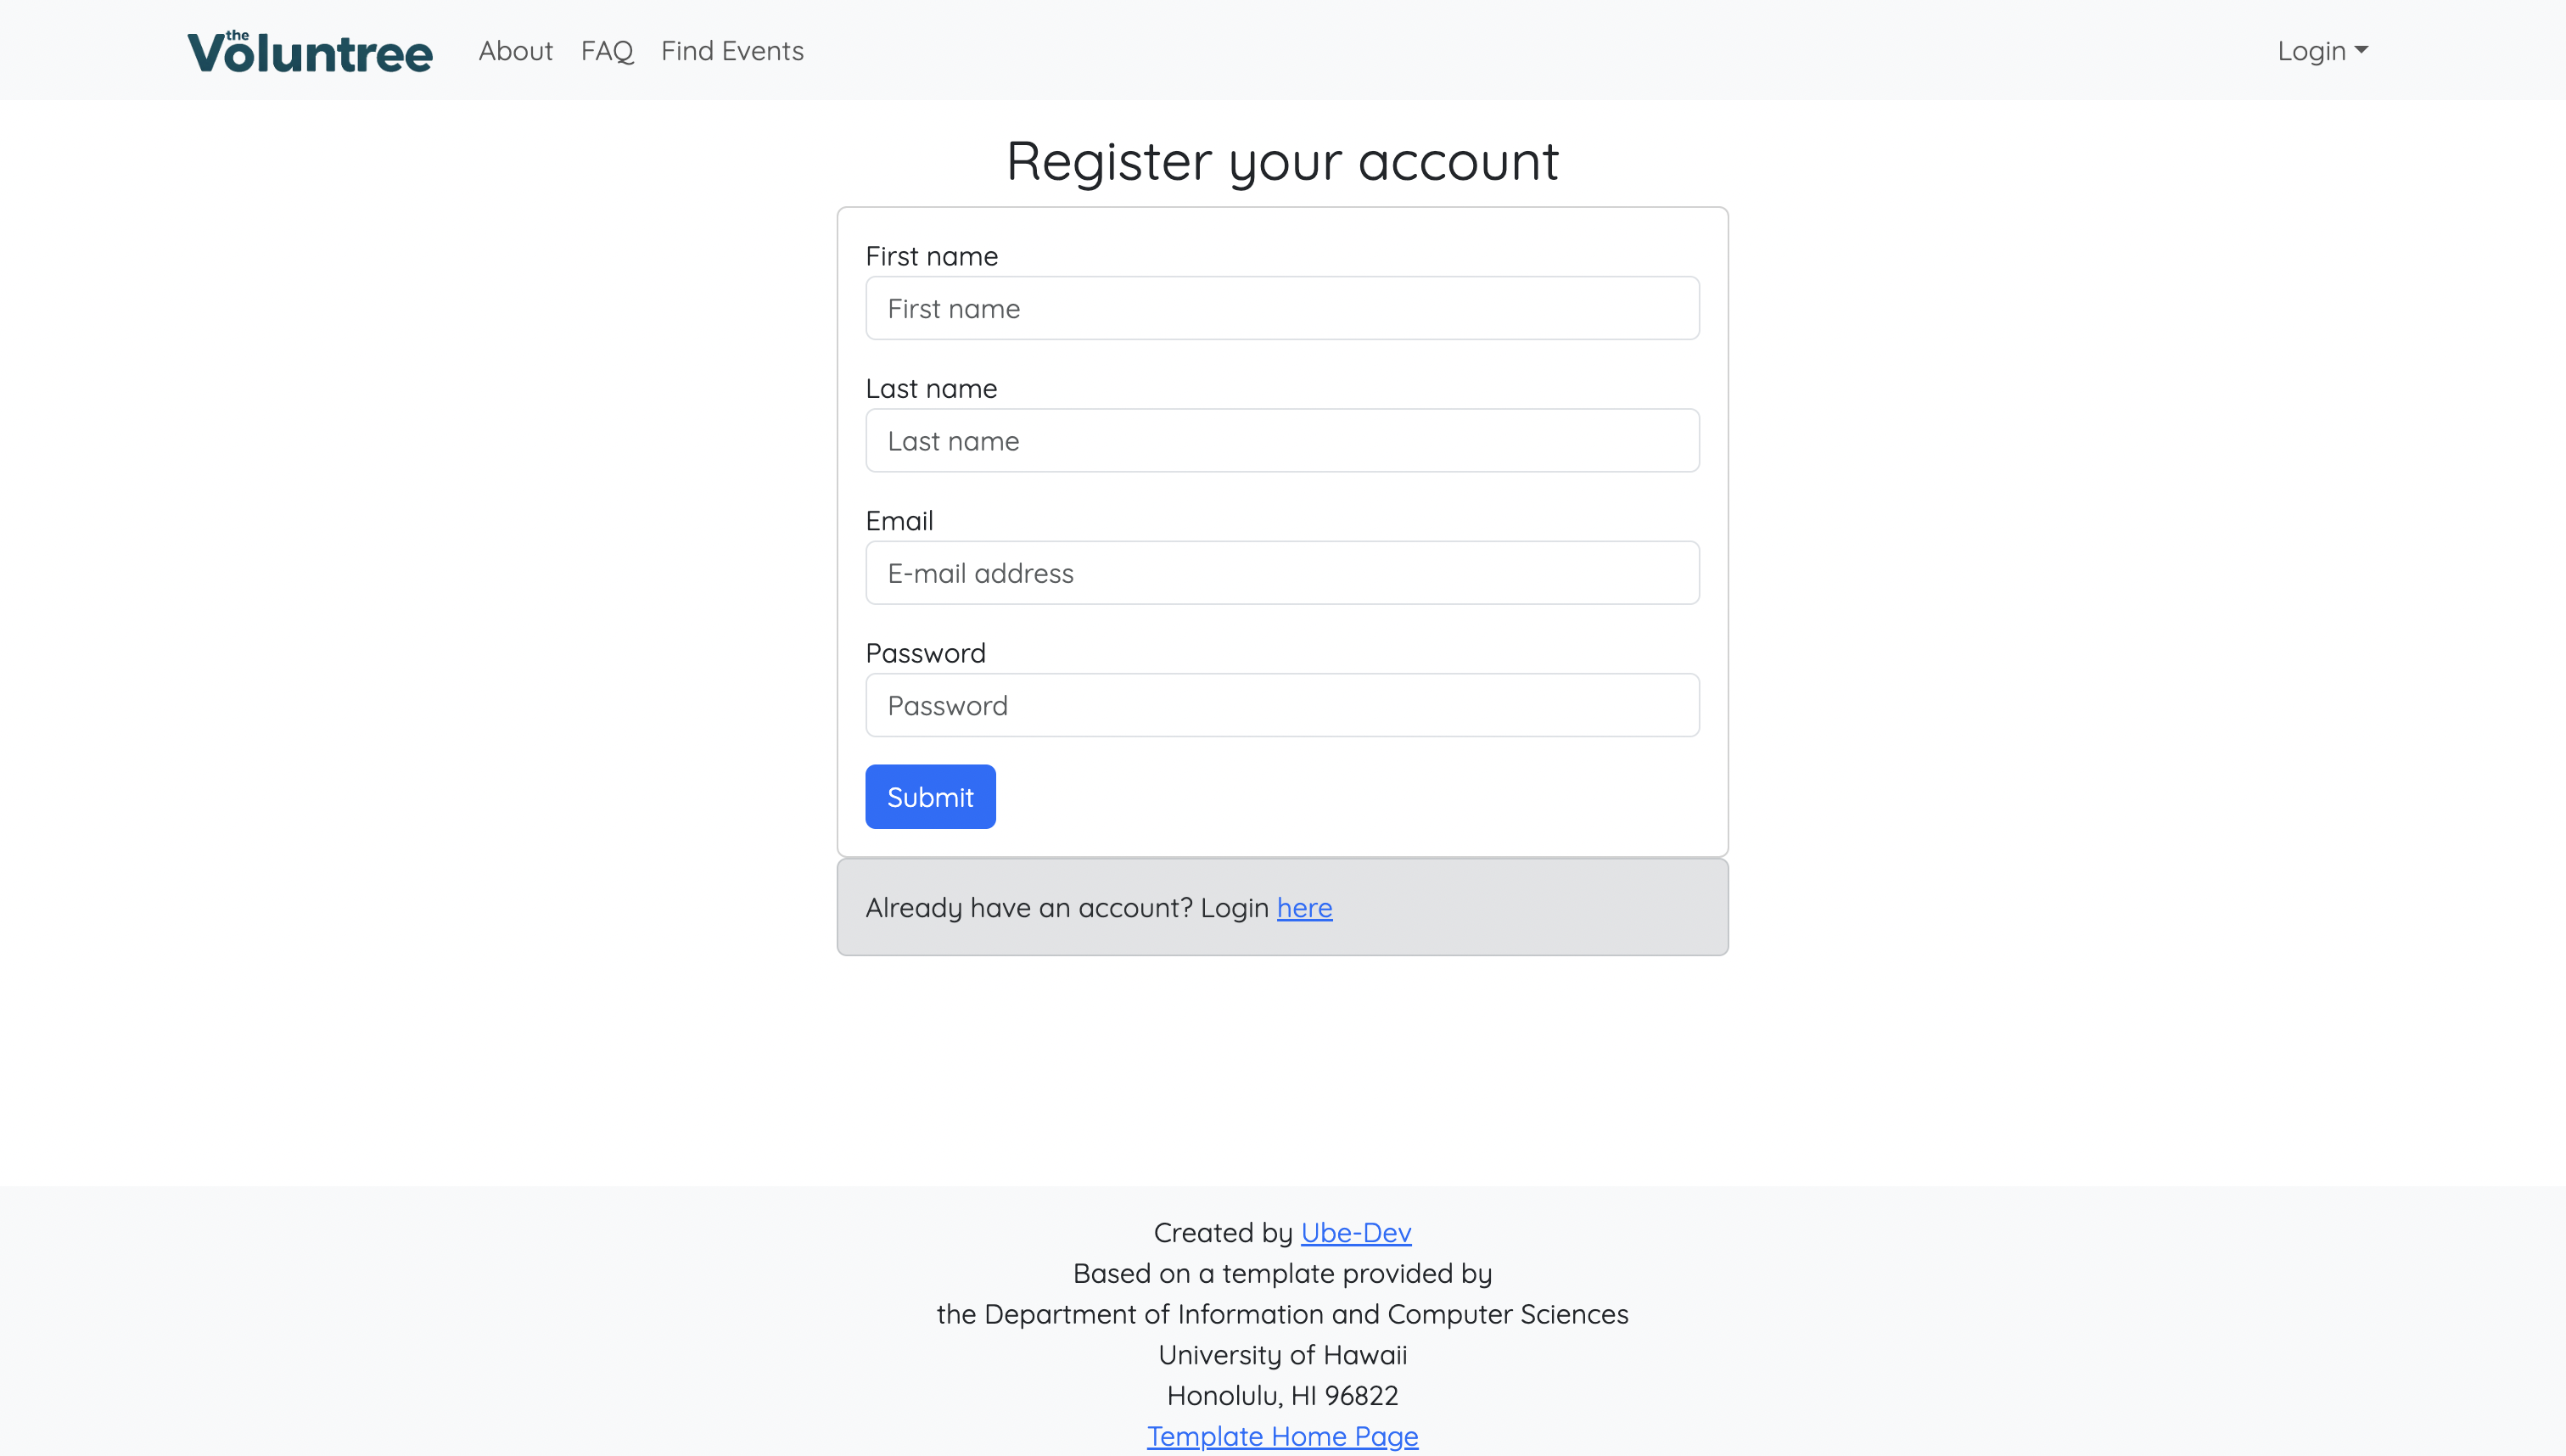 the Voluntree About FAQ Find Events Login
Register your account
First name
First name
Last name
Last name
Email
E-mail address
Password
Password
Submit
Already have an account? Login here
Created by Ube-Dev
Based on a template provided by
the Department of Information and Computer Sciences
University of Hawaii
Honolulu, HI 96822
Template Home Page